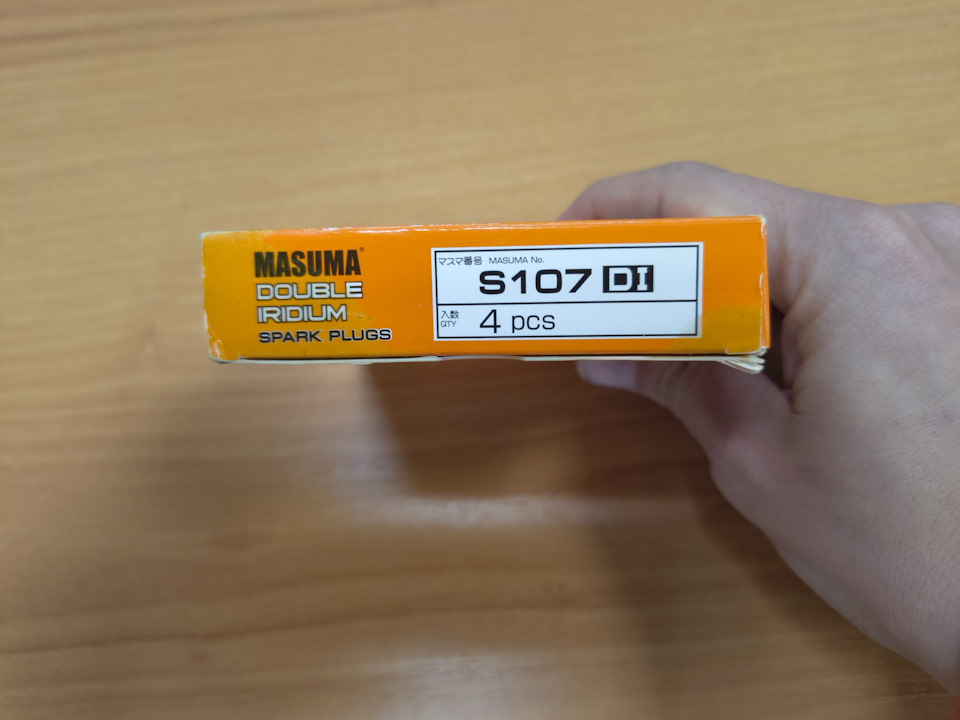 MASUMA®
DOUBLE
IRIDIUM
SPARK PLUGS
マスマ番号 MASUMA No.
S107 DI
入数
QTY
4 pcs